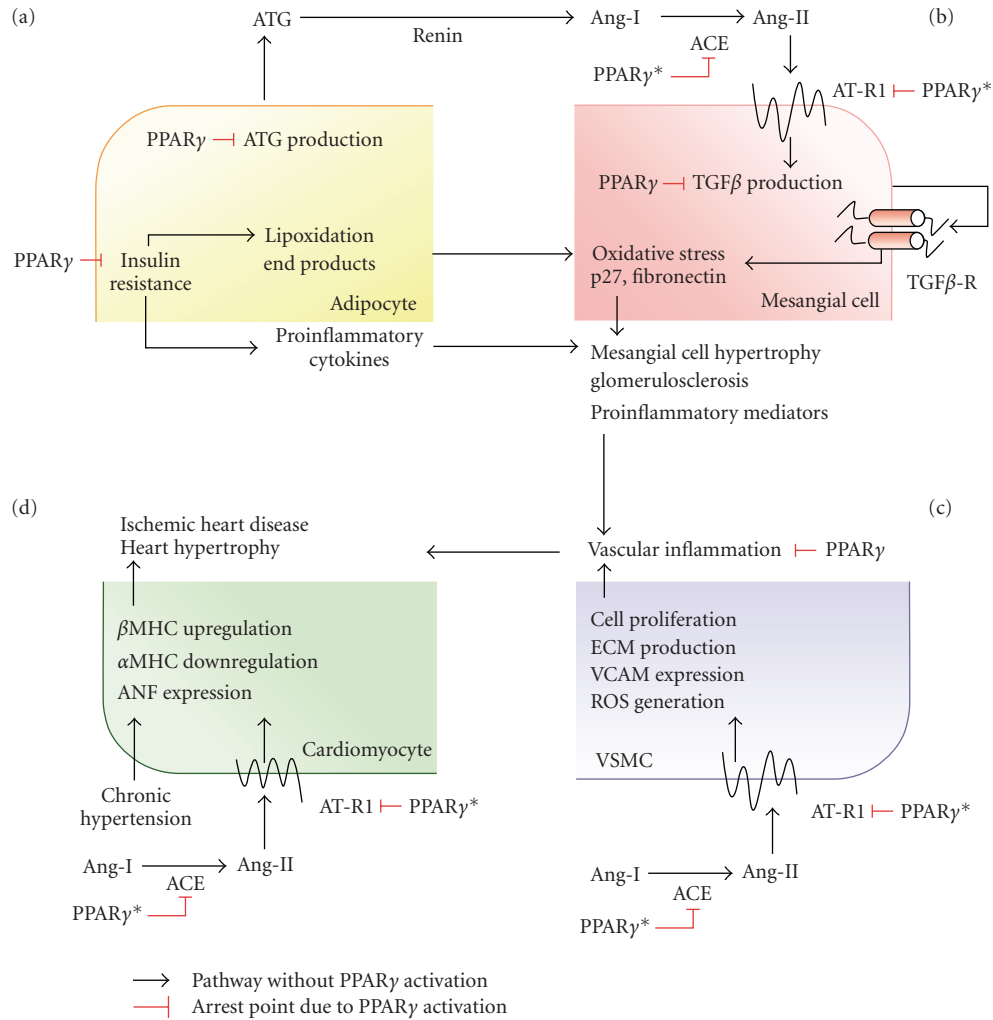 (a)
ATG
Renin
Ang-I
Ang-II
(b)
ACE
PPARγ*
AT-R1
PPARγ*
PPARγ
ATG production
PPARγ
TGFβ production
PPARγ
Insulin
resistance
Lipoxidation
end products
Adipocyte
Oxidative stress
p27, fibronectin
TGFβ-R
Mesangial cell
Proinflammatory
cytokines
Mesangial cell hypertrophy
glomerulosclerosis
Proinflammatory mediators
(d)
(c)
Ischemic heart disease
Heart hypertrophy
Vascular inflammation
PPARγ
βMHC upregulation
αMHC downregulation
ANF expression
Cardiomyocyte
Cell proliferation
ECM production
VCAM expression
ROS generation
VSMC
Chronic
hypertension
AT-R1
PPARγ*
AT-R1
PPARγ*
Ang-I
Ang-II
ACE
PPARγ*
Ang-I
Ang-II
ACE
PPARγ*
Pathway without PPARγ activation
Arrest point due to PPARγ activation